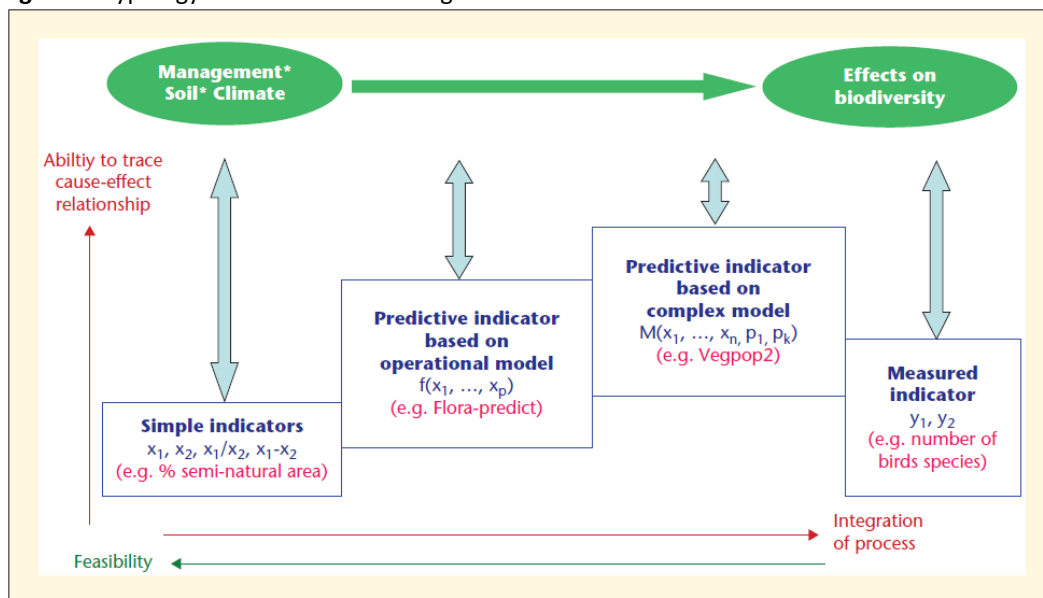 Management*
Soil* Climate
Effects on
biodiversity
Abiltiy to trace
cause-effect
relationship
Predictive indicator
based on
complex model
M(x₁, …, xₙ, p₁, pₖ)
(e.g. Vegpop2)
Predictive indicator
based on
operational model
f(x₁, …, xₚ)
(e.g. Flora-predict)
Measured
indicator
y₁, y₂
(e.g. number of
birds species)
Simple indicators
x₁, x₂, x₁/x₂, x₁-x₂
(e.g. % semi-natural area)
Integration
of process
Feasibility